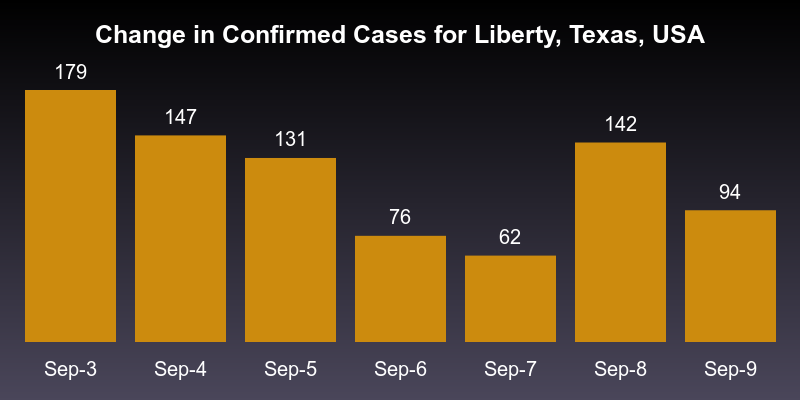 Change in Confirmed Cases for Liberty, Texas, USA
179
147
131
76
62
142
94
Sep-3
Sep-4
Sep-5
Sep-6
Sep-7
Sep-8
Sep-9